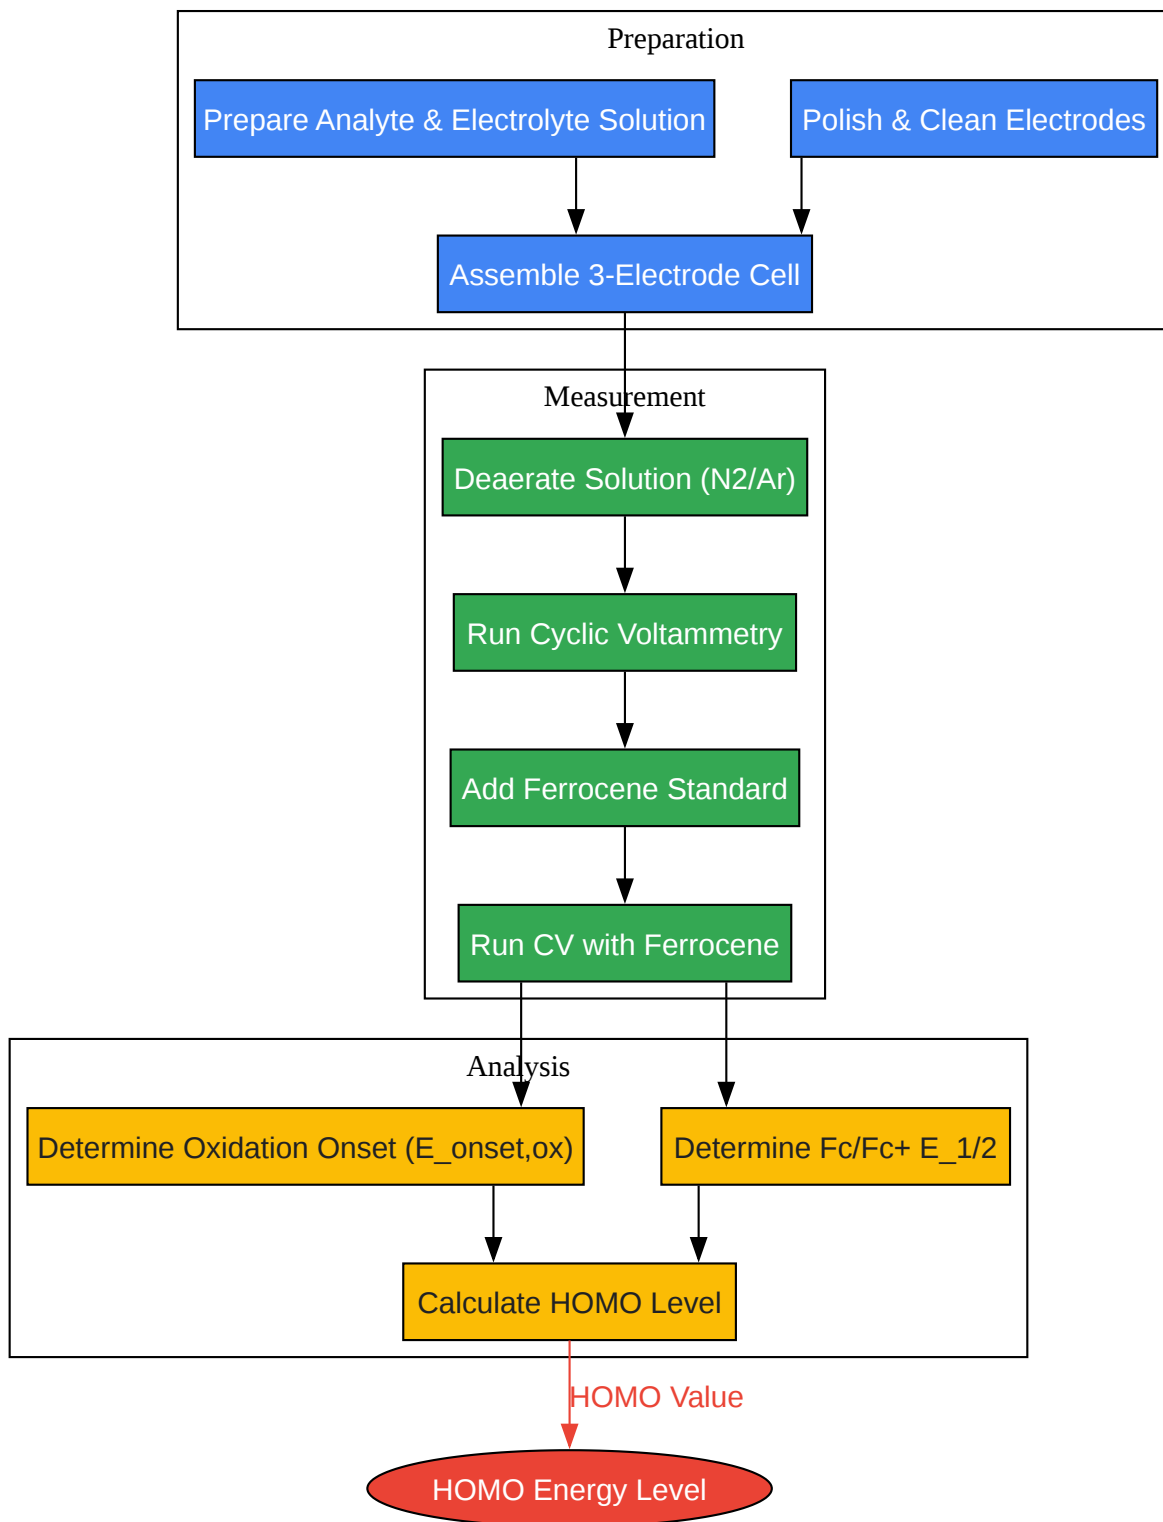 Preparation
Prepare Analyte & Electrolyte Solution
Polish & Clean Electrodes
Assemble 3-Electrode Cell
Measurement
Deaerate Solution (N2/Ar)
Run Cyclic Voltammetry
Add Ferrocene Standard
Run CV with Ferrocene
Analysis
Determine Oxidation Onset (E_onset,ox)
Determine Fc/Fc+ E_1/2
Calculate HOMO Level
HOMO Value
HOMO Energy Level